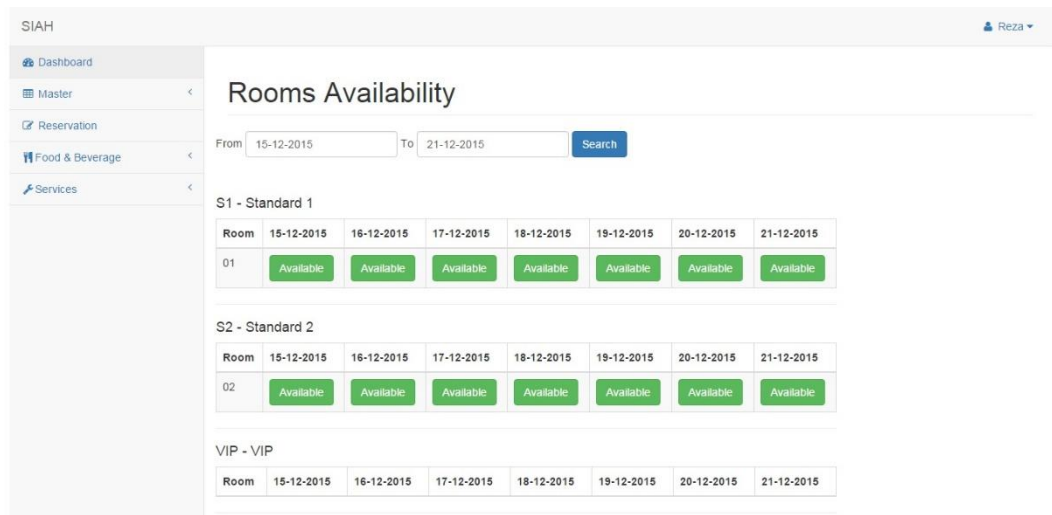 SIAH
Reza
Dashboard
Master
Reservation
Food & Beverage
Services
Rooms Availability
From 15-12-2015 To 21-12-2015 Search
S1 - Standard 1
Room 15-12-2015 16-12-2015 17-12-2015 18-12-2015 19-12-2015 20-12-2015 21-12-2015
01 Available Available Available Available Available Available Available
S2 - Standard 2
Room 15-12-2015 16-12-2015 17-12-2015 18-12-2015 19-12-2015 20-12-2015 21-12-2015
02 Available Available Available Available Available Available Available
VIP - VIP
Room 15-12-2015 16-12-2015 17-12-2015 18-12-2015 19-12-2015 20-12-2015 21-12-2015